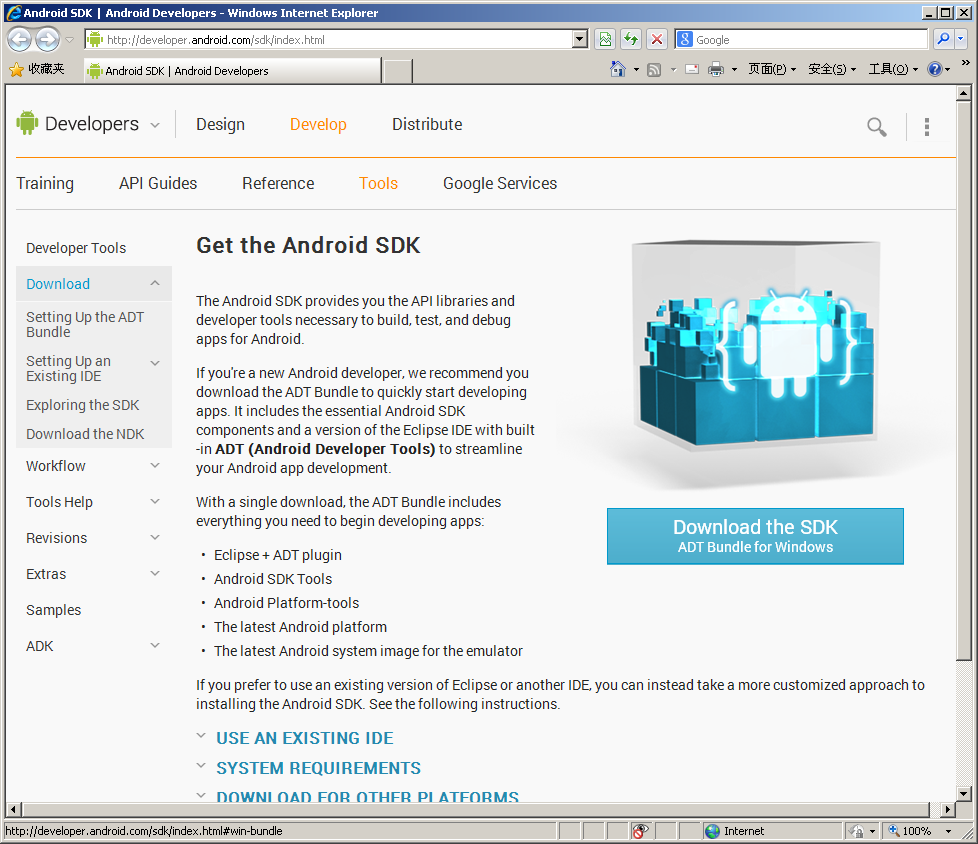 Android SDK | Android Developers - Windows Internet Explorer
http://developer.android.com/sdk/index.html
Google
收藏夹
Android SDK | Android Developers
页面(P)
安全(S)
工具(O)
Developers
Design
Develop
Distribute
Training
API Guides
Reference
Tools
Google Services
Developer Tools
Download
Setting Up the ADT
Bundle
Setting Up an
Existing IDE
Exploring the SDK
Download the NDK
Workflow
Tools Help
Revisions
Extras
Samples
ADK
Get the Android SDK
The Android SDK provides you the API libraries and
developer tools necessary to build, test, and debug
apps for Android.
If you're a new Android developer, we recommend you
download the ADT Bundle to quickly start developing
apps. It includes the essential Android SDK
components and a version of the Eclipse IDE with built
-in ADT (Android Developer Tools) to streamline
your Android app development.
With a single download, the ADT Bundle includes
everything you need to begin developing apps:
• Eclipse + ADT plugin
• Android SDK Tools
• Android Platform-tools
• The latest Android platform
• The latest Android system image for the emulator
Download the SDK
ADT Bundle for Windows
If you prefer to use an existing version of Eclipse or another IDE, you can instead take a more customized approach to
installing the Android SDK. See the following instructions.
USE AN EXISTING IDE
SYSTEM REQUIREMENTS
DOWNLOAD FOR OTHER PLATFORMS
http://developer.android.com/sdk/index.html#win-bundle
Internet
100%